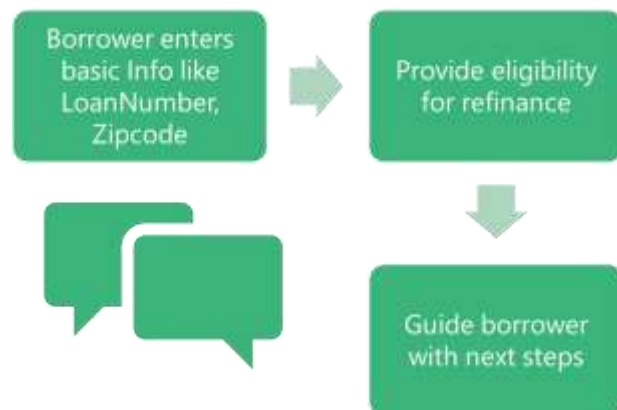 Borrower enters
basic Info like
LoanNumber,
Zipcode
Provide eligibility
for refinance
Guide borrower
with next steps